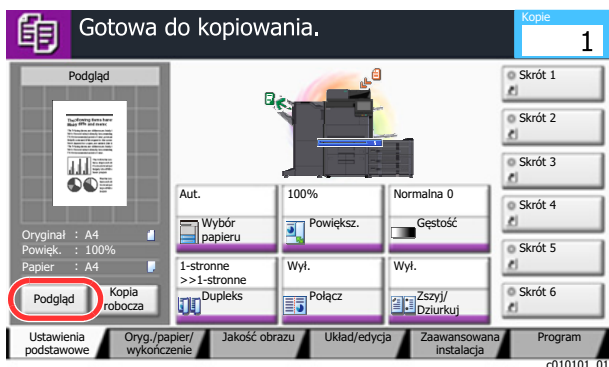 Gotowa do kopiowania.
Kopie
1
Podgląd
Oryginał : A4
Powięk. : 100%
Papier : A4
Podgląd
Kopia
robocza
1
Aut.
Wybór
papieru
100%
Powiększ.
Normalna 0
Gęstość
1-stronne
>>1-stronne
Dupleks
Wył.
Połącz
Wył.
Zszyj/
Dziurkuj
Skrót 1
Skrót 2
Skrót 3
Skrót 4
Skrót 5
Skrót 6
Ustawienia
podstawowe
Oryg./papier/
wykończenie
Jakość obrazu
Układ/edycja
Zaawansowana
instalacja
Program
c010101_01